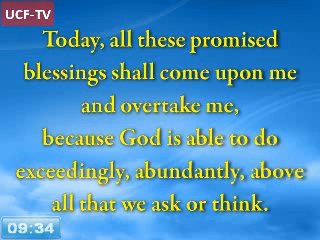 UCF-TV
Today, all these promised
blessings shall come upon me
and overtake me,
because God is able to do
exceedingly, abundantly, above
all that we ask or think.
09:34